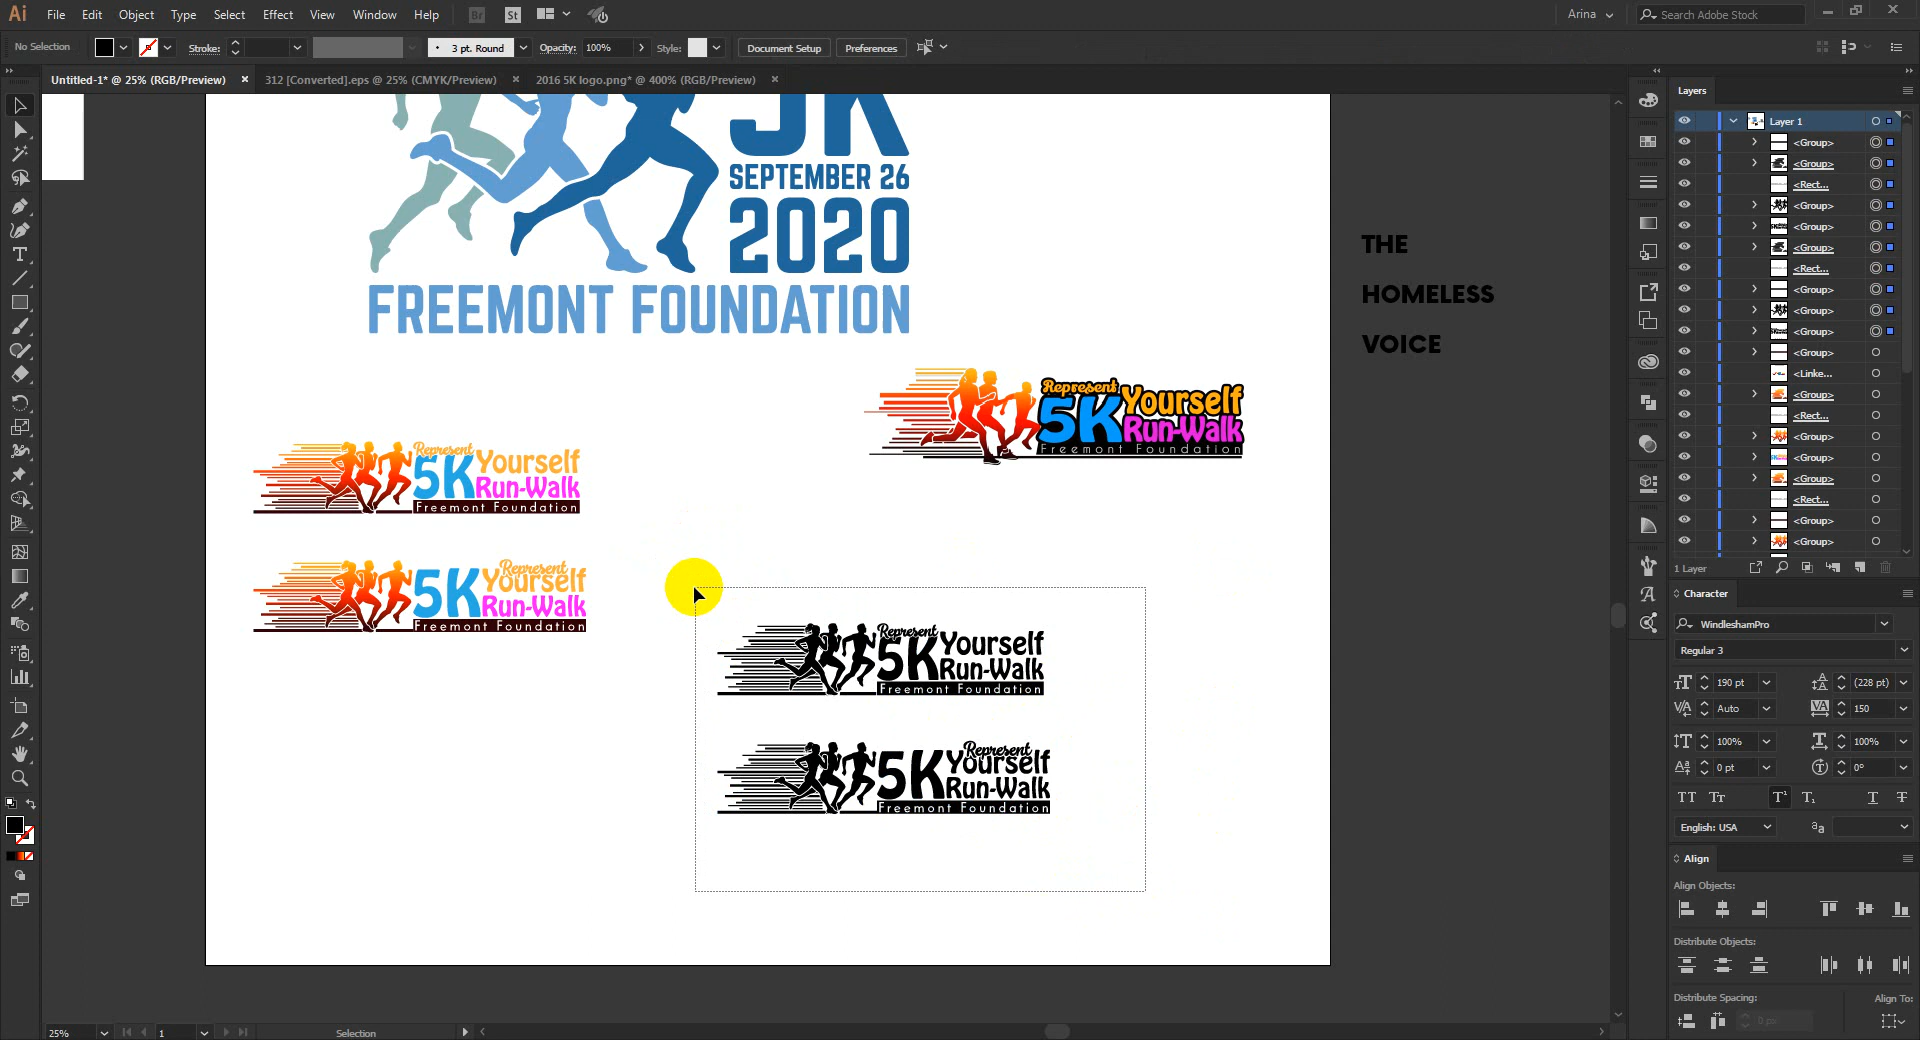 Ai File Edit Object Type Select Effect View Window Help Br St Arina Search Adobe Stock
No Selection Stroke: 3 pt. Round Opacity: 100% Style: Document Setup Preferences
Untitled-1* @ 25% (RGB/Preview) × 312 [Converted].eps @ 25% (CMYK/Preview) × 2016 5K logo.png* @ 400% (RGB/Preview) ×
5K
SEPTEMBER 26
2020
FREEMONT FOUNDATION
THE
HOMELESS
VOICE
Represent
5K Yourself
Run-Walk
Freemont Foundation
Represent
5K Yourself
Run-Walk
Freemont Foundation
Represent
5K Yourself
Run-Walk
Freemont Foundation
Represent
5K Yourself
Run-Walk
Freemont Foundation
Represent
5K Yourself
Run-Walk
Freemont Foundation
Layers
Layer 1
<Group>
<Group>
<Rect...
<Group>
<Group>
<Group>
<Rect...
<Group>
<Group>
<Group>
<Group>
<Linke...
<Group>
<Rect...
<Group>
<Group>
<Group>
<Rect...
<Group>
<Group>
1 Layer
Character
WindleshamPro
Regular 3
190 pt (228 pt)
Auto 150
100% 100%
0 pt 0°
English: USA
Align
Align Objects:
Distribute Objects:
Distribute Spacing: Align To:
0 px
25% 1 Selection